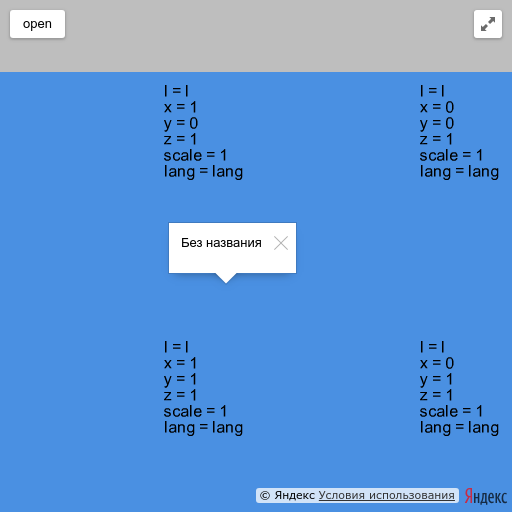 open
l = l
x = 1
y = 0
z = 1
scale = 1
lang = lang
l = l
x = 0
y = 0
z = 1
scale = 1
lang = lang
Без названия
l = l
x = 1
y = 1
z = 1
scale = 1
lang = lang
l = l
x = 0
y = 1
z = 1
scale = 1
lang = lang
© Яндекс Условия использования
Яндекс